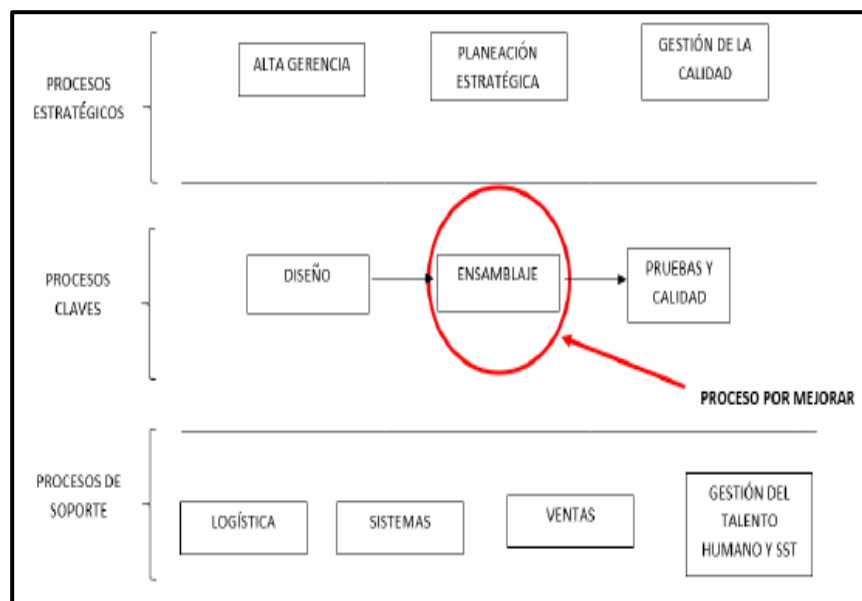 PROCESOS
ESTRATÉGICOS
ALTA GERENCIA
PLANEACIÓN
ESTRATÉGICA
GESTIÓN DE LA
CALIDAD
PROCESOS
CLAVES
DISEÑO
ENSAMBLAJE
PRUEBAS Y
CALIDAD
PROCESO POR MEJORAR
PROCESOS DE
SOPORTE
LOGÍSTICA
SISTEMAS
VENTAS
GESTIÓN DEL
TALENTO
HUMANO Y SST